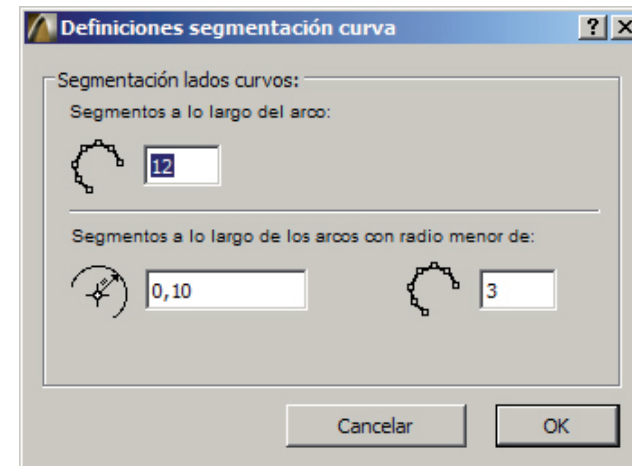 Definiciones segmentación curva
Segmentación lados curvos:
Segmentos a lo largo del arco:
12
Segmentos a lo largo de los arcos con radio menor de:
0,10
3
Cancelar
OK